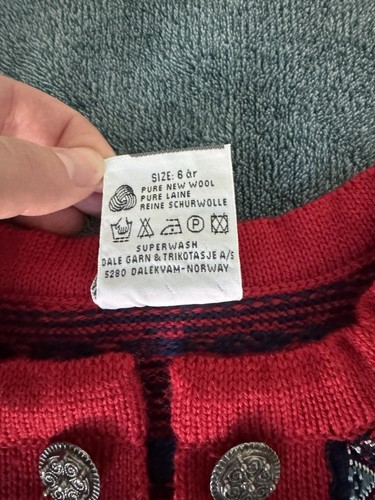 SIZE: 6 år
PURE NEW WOOL
PURE LAINE
REINE SCHURWOLLE
P
SUPERWASH
DALE GARN & TRIKOTASJE A/S
5280 DALEKVAM-NORWAY